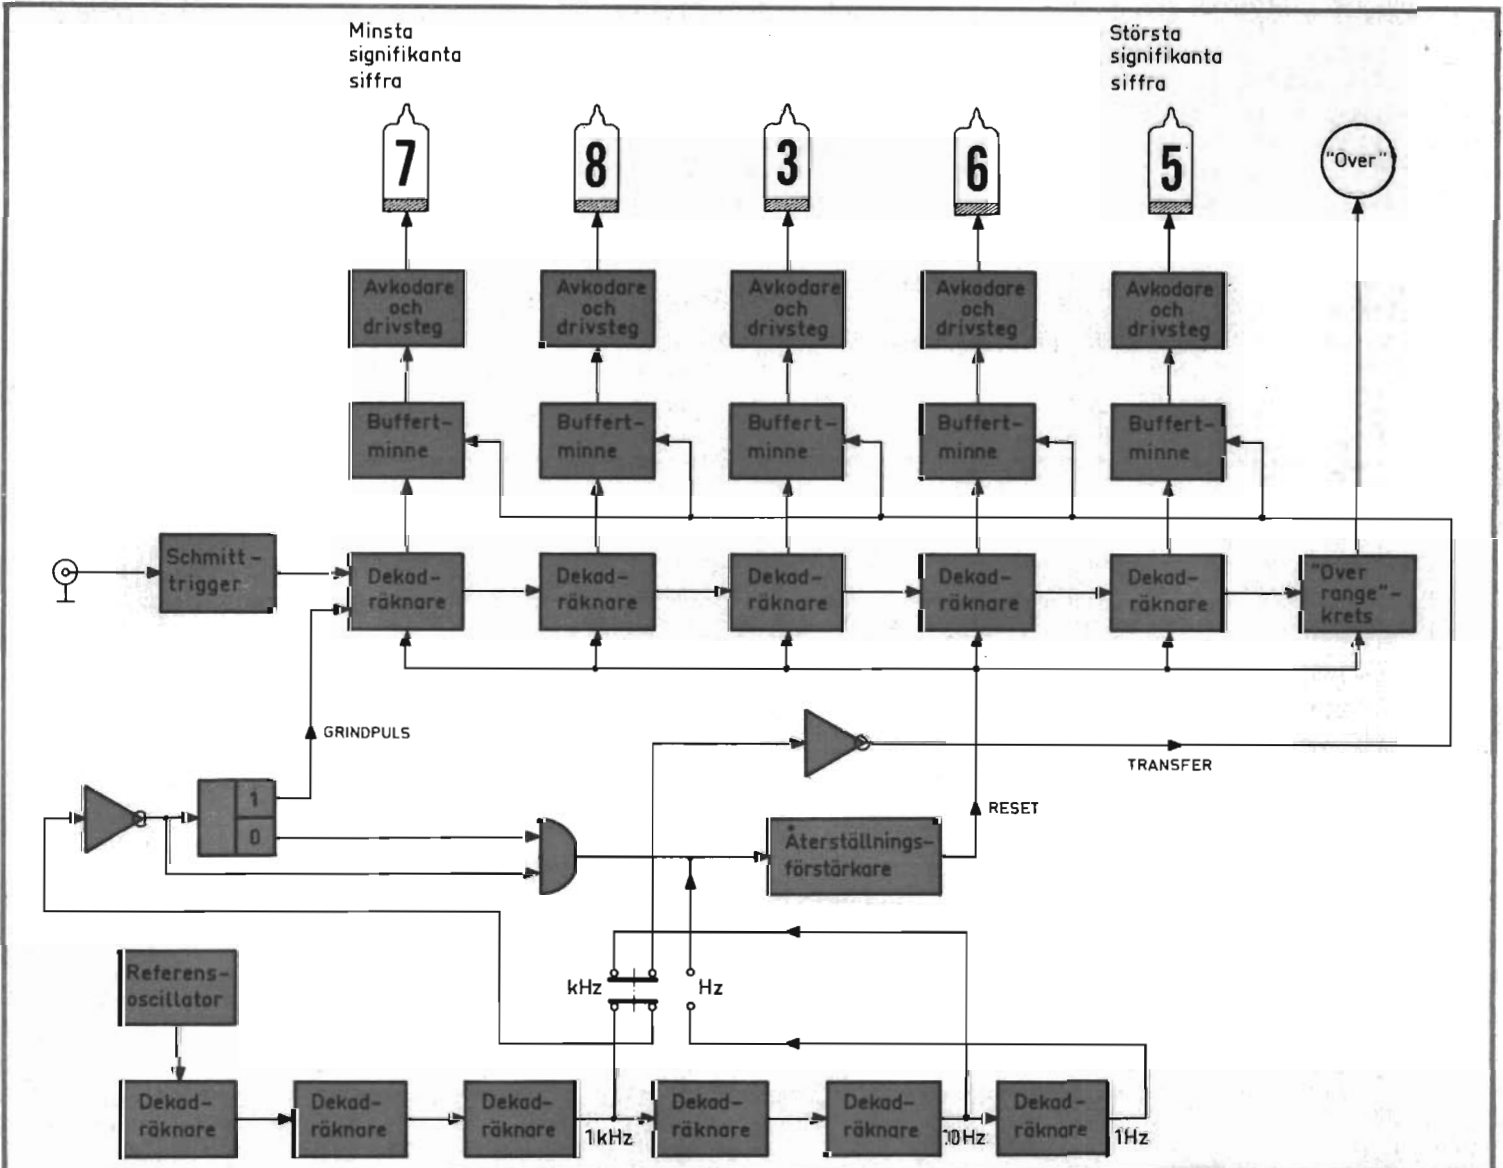 Minsta
signifikanta
siffra
Största
signifikanta
siffra
7
8
3
6
5
"Over"
Avkodare
och
drivsteg
Avkodare
och
drivsteg
Avkodare
och
drivsteg
Avkodare
och
drivsteg
Avkodare
och
drivsteg
Buffert-
minne
Buffert-
minne
Buffert-
minne
Buffert-
minne
Buffert-
minne
Schmitt-
trigger
Dekad-
räknare
Dekad-
räknare
Dekad-
räknare
Dekad-
räknare
Dekad-
räknare
"Over
range"-
krets
GRINDPULS
TRANSFER
1
0
RESET
Återställnings-
förstärkare
Referens-
oscillator
kHz
Hz
Dekad-
räknare
Dekad-
räknare
Dekad-
räknare
1kHz
Dekad-
räknare
Dekad-
räknare
Dekad-
räknare
1Hz